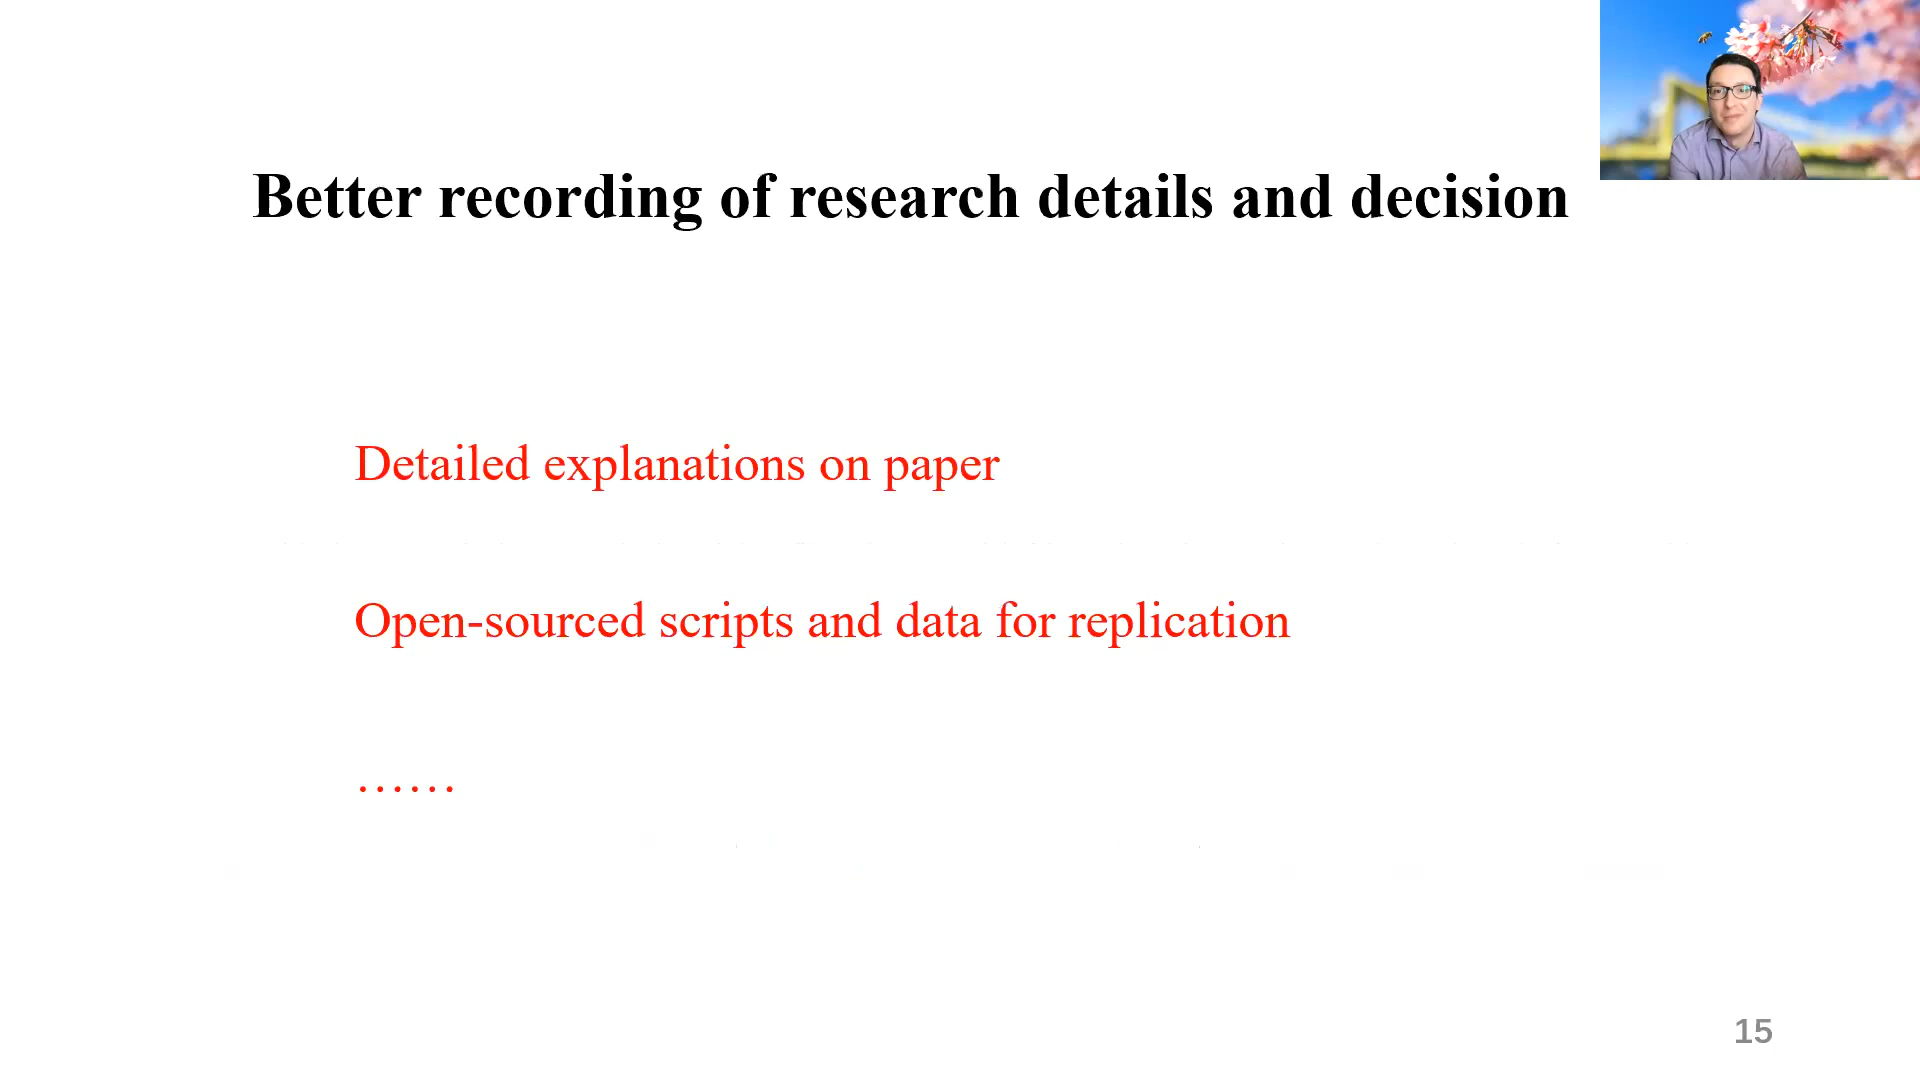 Better recording of research details and decision
Detailed explanations on paper
Open-sourced scripts and data for replication
……
15